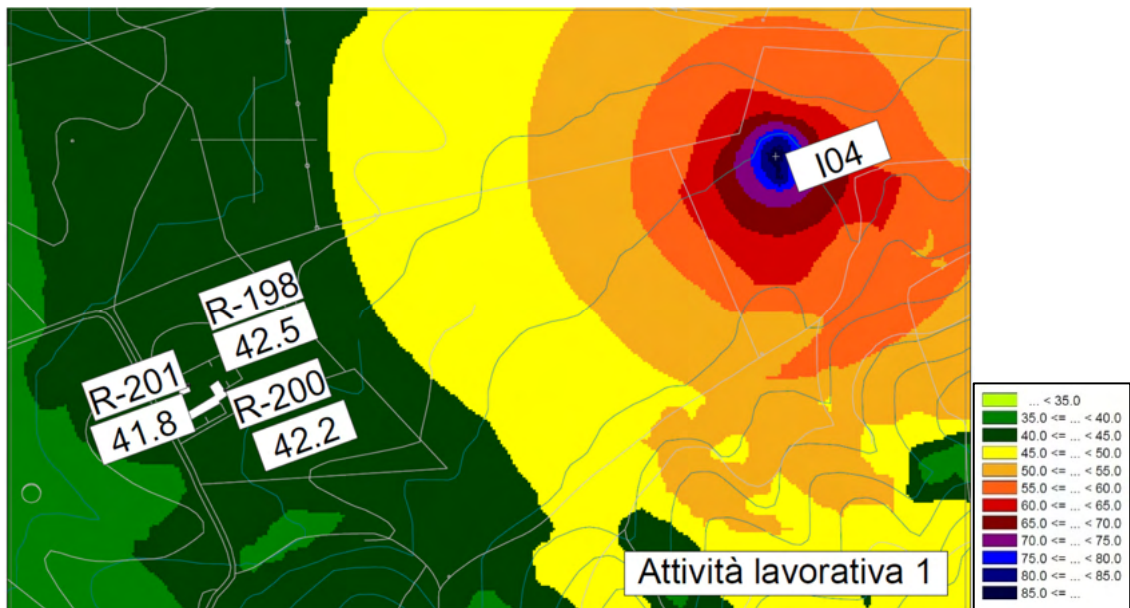 I04
R-198
42.5
R-201
41.8
R-200
42.2
Attività lavorativa 1
... < 35.0
35.0 <= ... < 40.0
40.0 <= ... < 45.0
45.0 <= ... < 50.0
50.0 <= ... < 55.0
55.0 <= ... < 60.0
60.0 <= ... < 65.0
65.0 <= ... < 70.0
70.0 <= ... < 75.0
75.0 <= ... < 80.0
80.0 <= ... < 85.0
85.0 <= ...